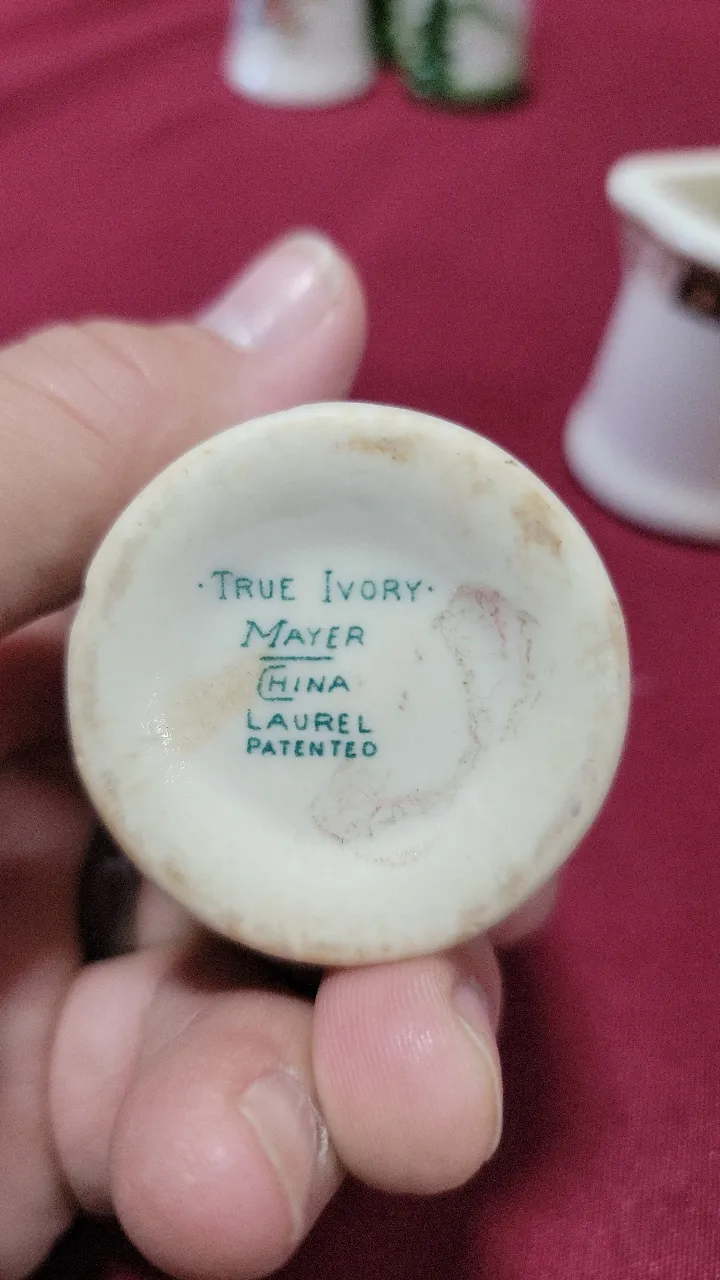 ·TRUE IVORY·
MAYER
CHINA
LAUREL
PATENTED